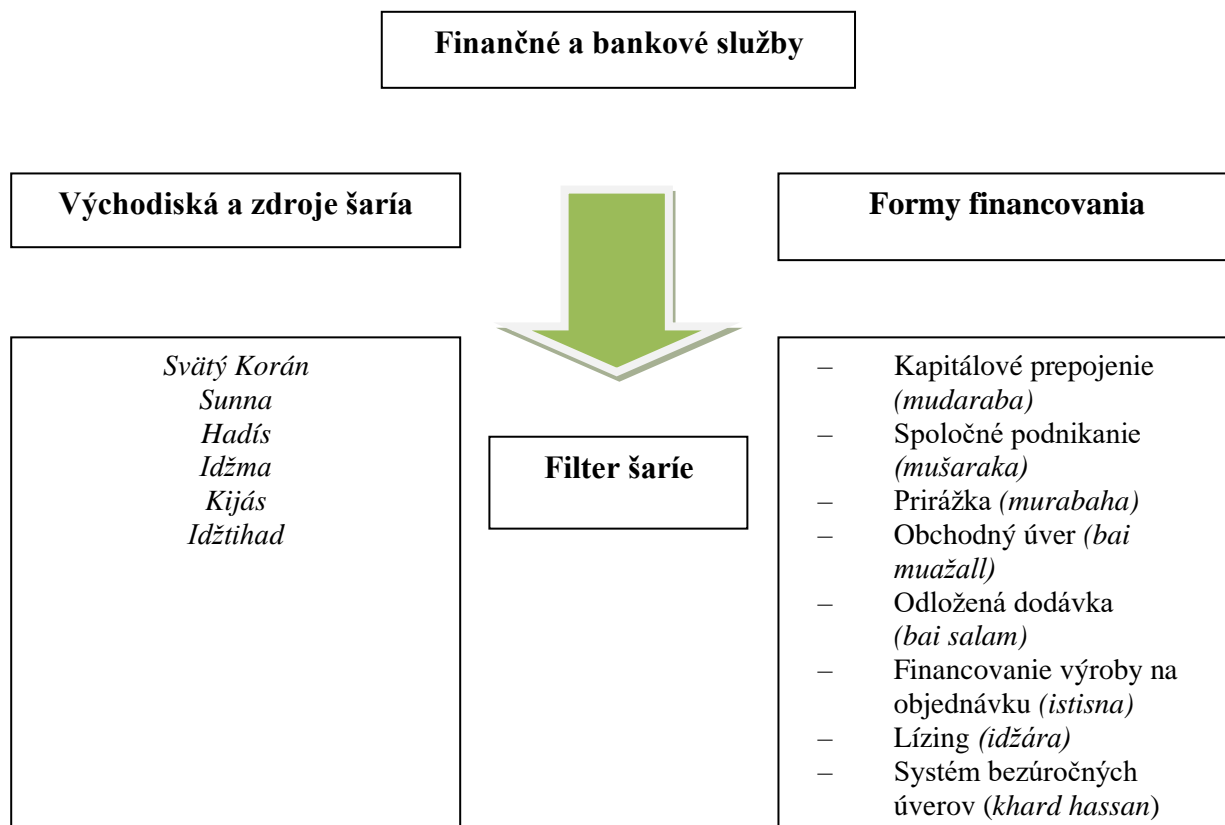 Finančné a bankové služby
Východiská a zdroje šaría
Svätý Korán
Sunna
Hadís
Idžma
Kijás
Idžtihad
Filter šaríe
Formy financovania
– Kapitálové prepojenie
(mudaraba)
– Spoločné podnikanie
(mušaraka)
– Prirážka (murabaha)
– Obchodný úver (bai
muažall)
– Odložená dodávka
(bai salam)
– Financovanie výroby na
objednávku (istisna)
– Lízing (idžára)
– Systém bezúročných
úverov (khard hassan)